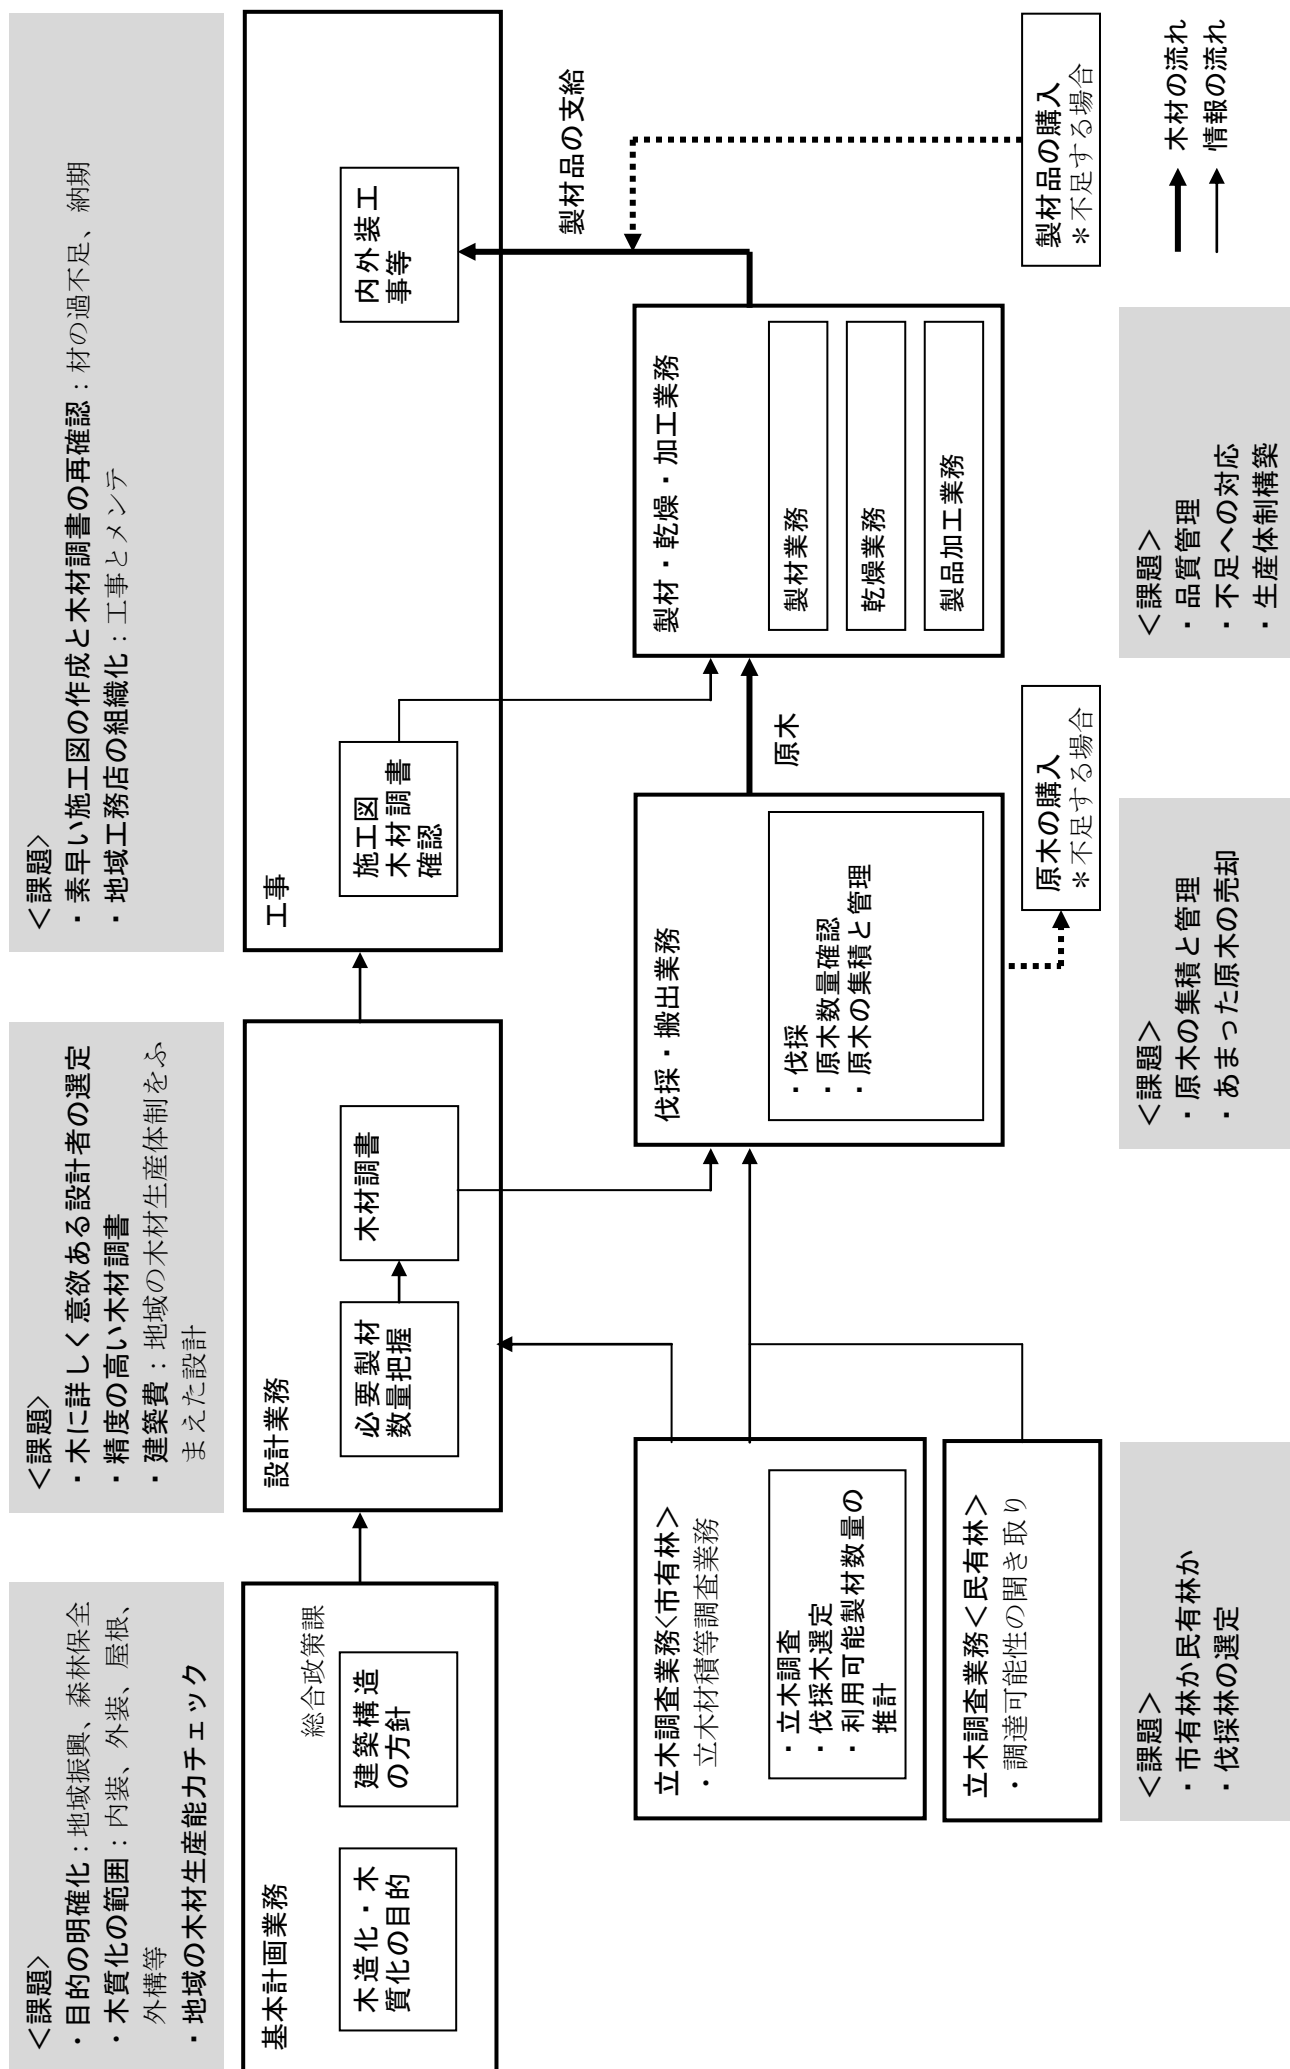 ＜課題＞
・目的の明確化：地域振興、森林保全
・木質化の範囲：内装、外装、屋根、
外構等
・地域の木材生産能力チェック
＜課題＞
・木に詳しく意欲ある設計者の選定
・精度の高い木材調書
・建築費：地域の木材生産体制をふ
まえた設計
＜課題＞
・素早い施工図の作成と木材調書の再確認：材の過不足、納期
・地域工務店の組織化：工事とメンテ
基本計画業務
総合政策課
木造化・木
質化の目的
建築構造
の方針
設計業務
必要製材
数量把握
木材調書
工事
施工図
木材調書
確認
内外装工
事等
製材品の支給
立木調査業務＜市有林＞
・立木材積等調査業務
・立木調査
・伐採木選定
・利用可能製材数量の
推計
立木調査業務＜民有林＞
・調達可能性の聞き取り
伐採・搬出業務
・伐採
・原木数量確認
・原木の集積と管理
原木
製材・乾燥・加工業務
製材業務
乾燥業務
製品加工業務
原木の購入
＊不足する場合
製材品の購入
＊不足する場合
＜課題＞
・市有林か民有林か
・伐採林の選定
＜課題＞
・原木の集積と管理
・あまった原木の売却
＜課題＞
・品質管理
・不足への対応
・生産体制構築
木材の流れ
情報の流れ